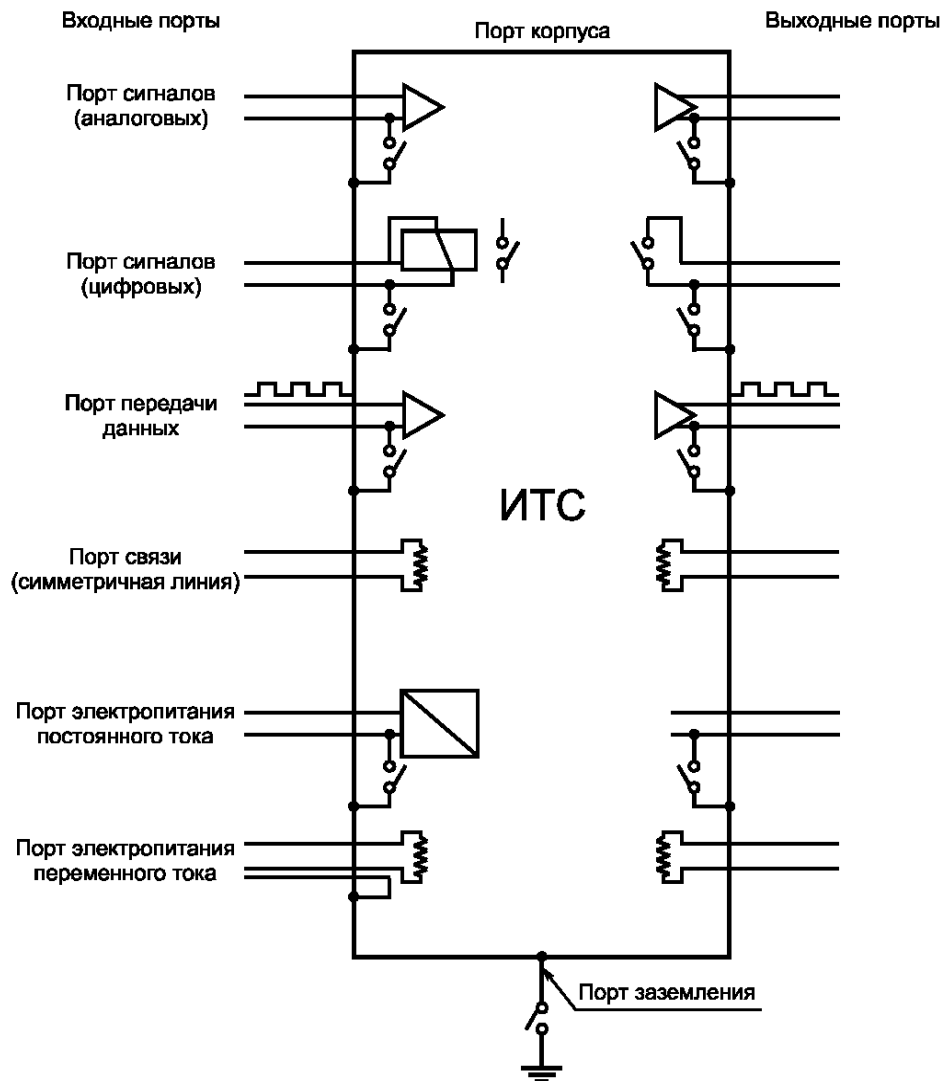 Входные порты
Порт корпуса
Выходные порты
Порт сигналов
(аналоговых)
Порт сигналов
(цифровых)
Порт передачи
данных
ИТС
Порт связи
(симметричная линия)
Порт электропитания
постоянного тока
Порт электропитания
переменного тока
Порт заземления